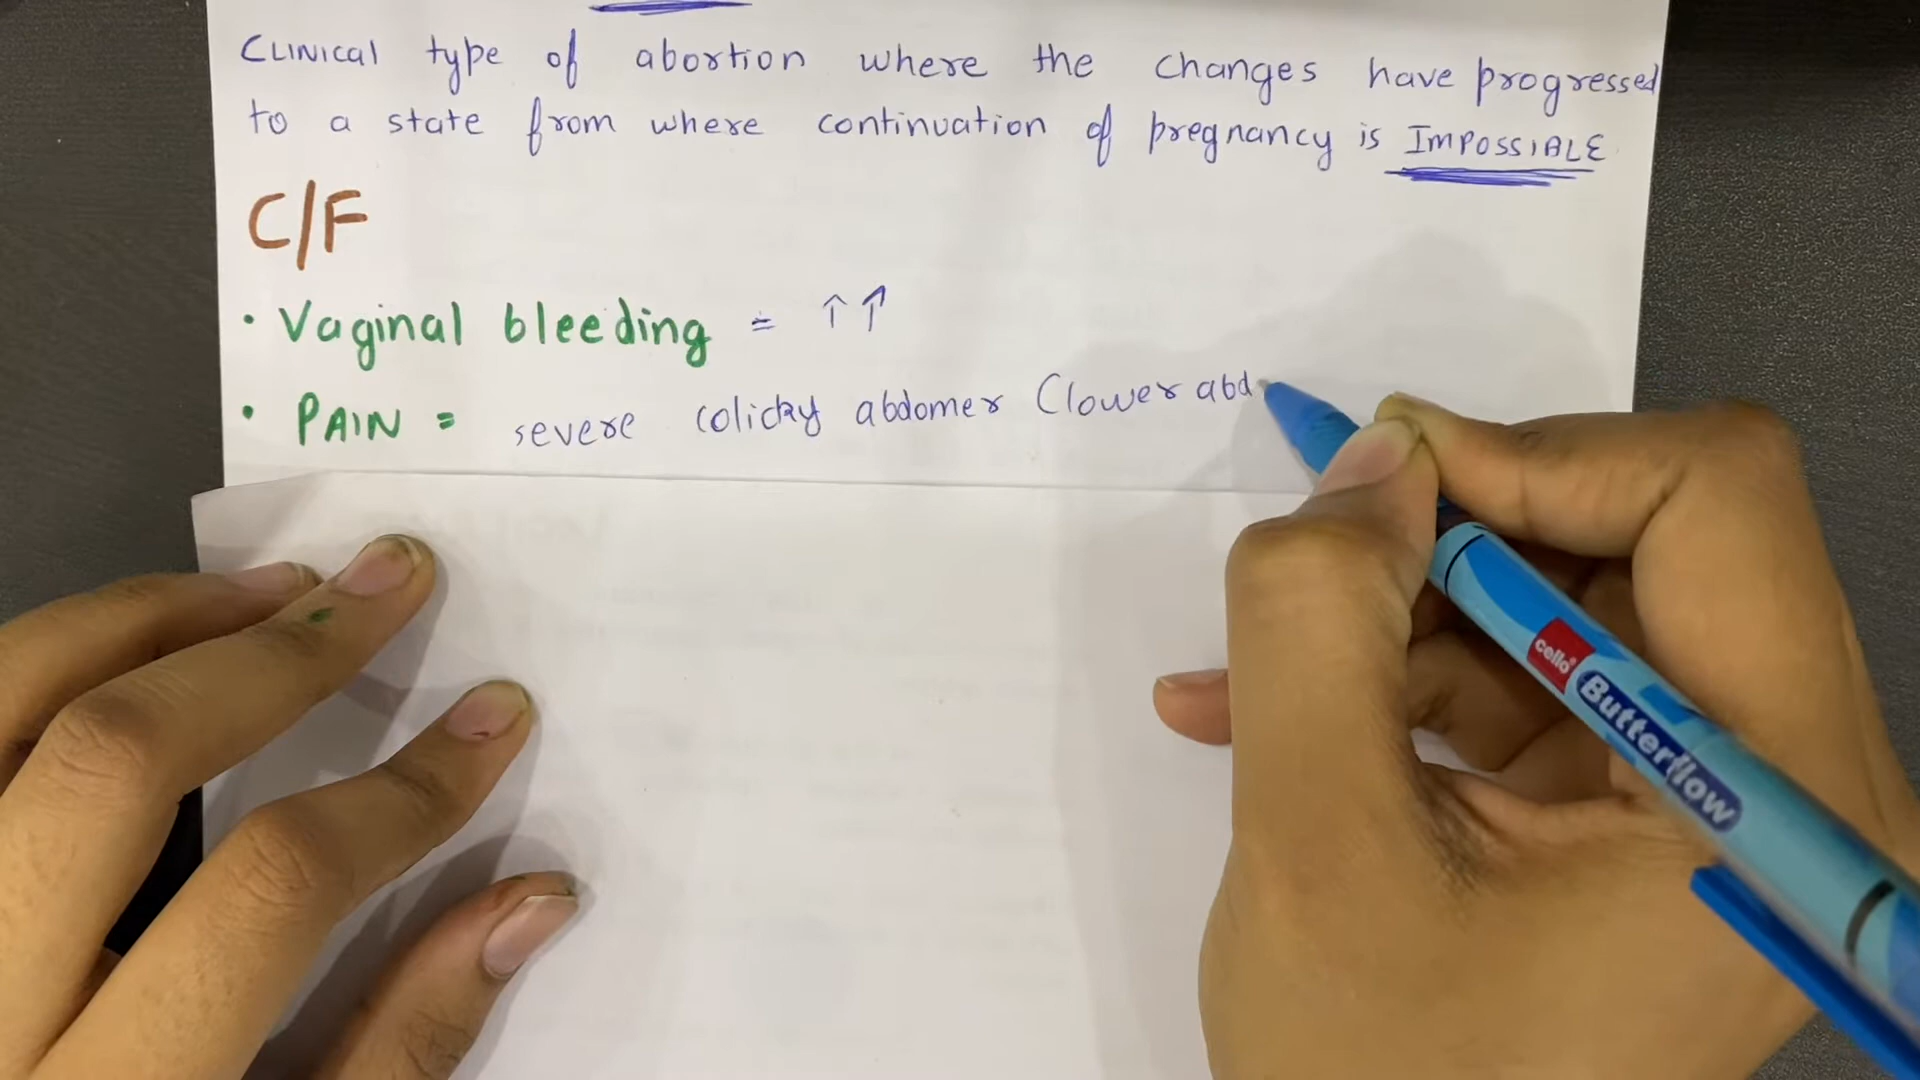 CLINICAL type of abortion where the changes have progressed
to a state from where continuation of pregnancy is IMPOSSIBLE
C/F
• Vaginal bleeding = ↑↑
• PAIN = severe colicky abdomer (lower abd
cello
Butterflow